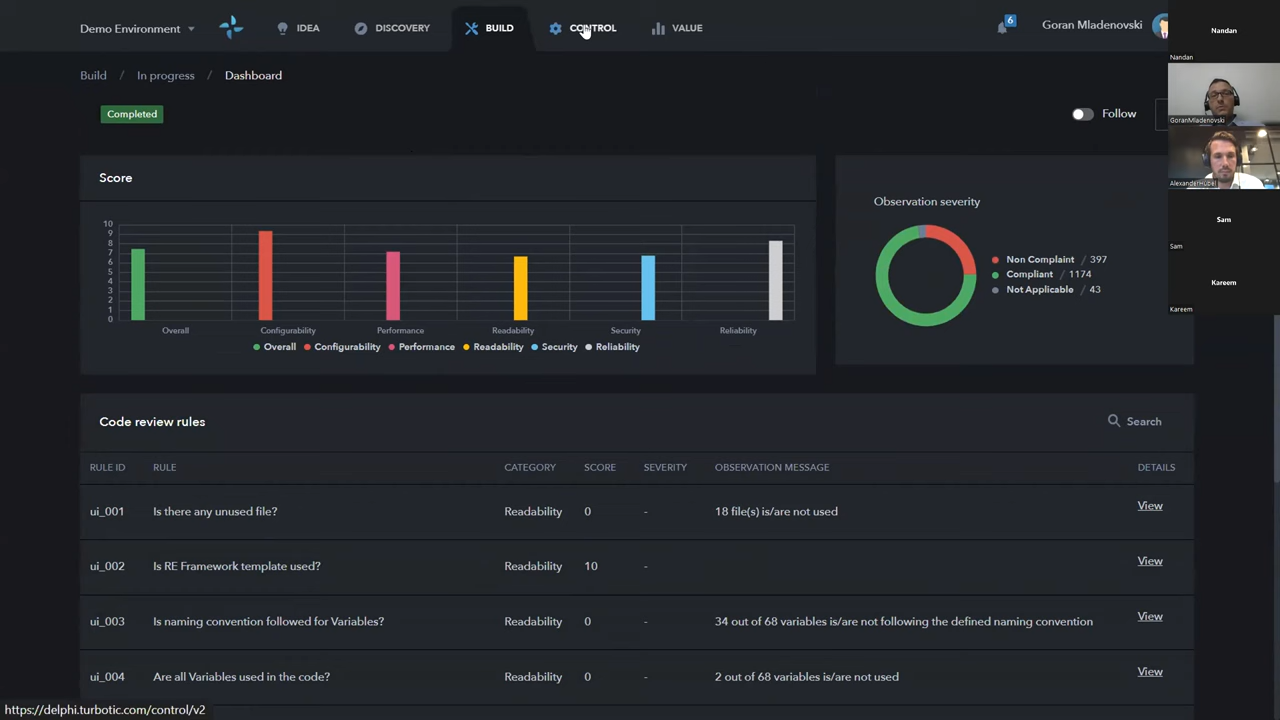 Demo Environment
IDEA
DISCOVERY
BUILD
CONTROL
VALUE
6
Goran Mladenovski
Nandan
Nandan
Build / In progress / Dashboard
GoranMladenovski
Completed
Follow
Score
AlexanderHübel
Observation severity
10
9
8
7
6
5
4
3
2
1
0
Overall
Configurability
Performance
Readability
Security
Reliability
Overall
Configurability
Performance
Readability
Security
Reliability
Non Complaint / 397
Compliant / 1174
Not Applicable / 43
Sam
Sam
Kareem
Kareem
Code review rules
Search
RULE ID RULE CATEGORY SCORE SEVERITY OBSERVATION MESSAGE DETAILS
ui_001 Is there any unused file? Readability 0 - 18 file(s) is/are not used View
ui_002 Is RE Framework template used? Readability 10 - View
ui_003 Is naming convention followed for Variables? Readability 0 - 34 out of 68 variables is/are not following the defined naming convention View
ui_004 Are all Variables used in the code? Readability 0 - 2 out of 68 variables is/are not used View
https://delphi.turbotic.com/control/v2